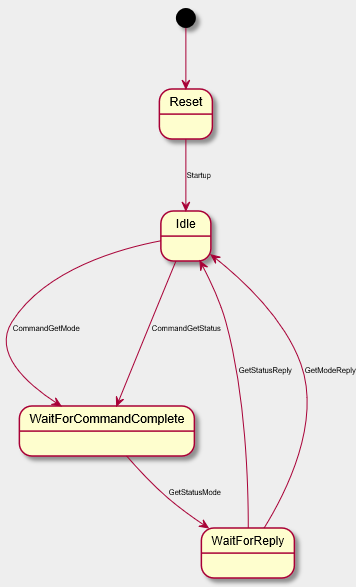 Reset
Startup
Idle
CommandGetMode
CommandGetStatus
GetStatusReply
GetModeReply
WaitForCommandComplete
GetStatusMode
WaitForReply